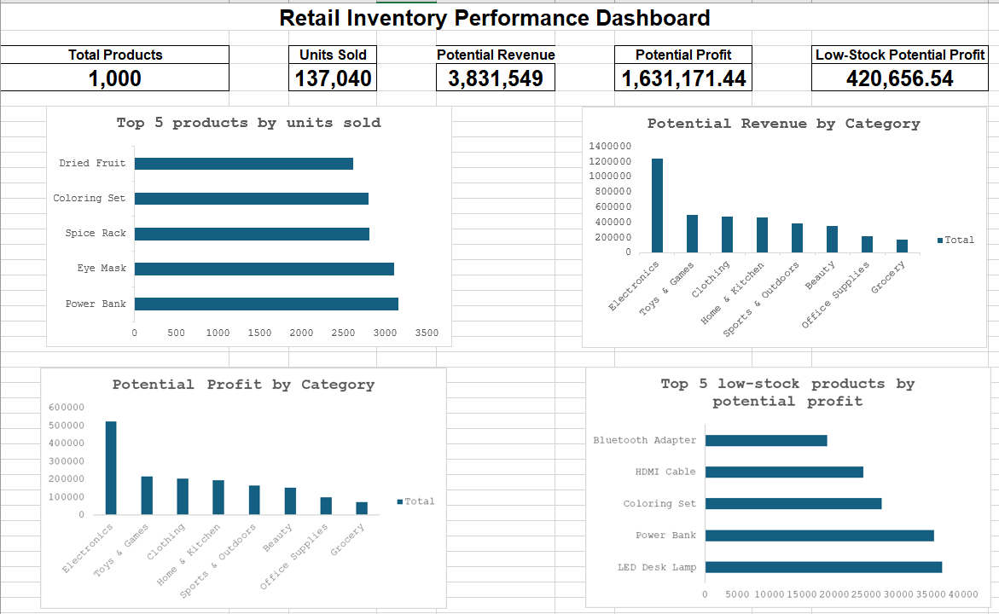 Retail Inventory Performance Dashboard
Total Products
Units Sold
Potential Revenue
Potential Profit
Low-Stock Potential Profit
1,000
137,040
3,831,549
1,631,171.44
420,656.54
Top 5 products by units sold
Dried Fruit
Coloring Set
Spice Rack
Eye Mask
Power Bank
0 500 1000 1500 2000 2500 3000 3500
Potential Revenue by Category
1400000
1200000
1000000
800000
600000
400000
200000
0
Electronics
Toys & Games
Clothing
Home & Kitchen
Sports & Outdoors
Beauty
Office Supplies
Grocery
Total
Potential Profit by Category
600000
500000
400000
300000
200000
100000
0
Electronics
Toys & Games
Clothing
Home & Kitchen
Sports & Outdoors
Beauty
Office Supplies
Grocery
Total
Top 5 low-stock products by
potential profit
Bluetooth Adapter
HDMI Cable
Coloring Set
Power Bank
LED Desk Lamp
0 5000 10000 15000 20000 25000 30000 35000 40000